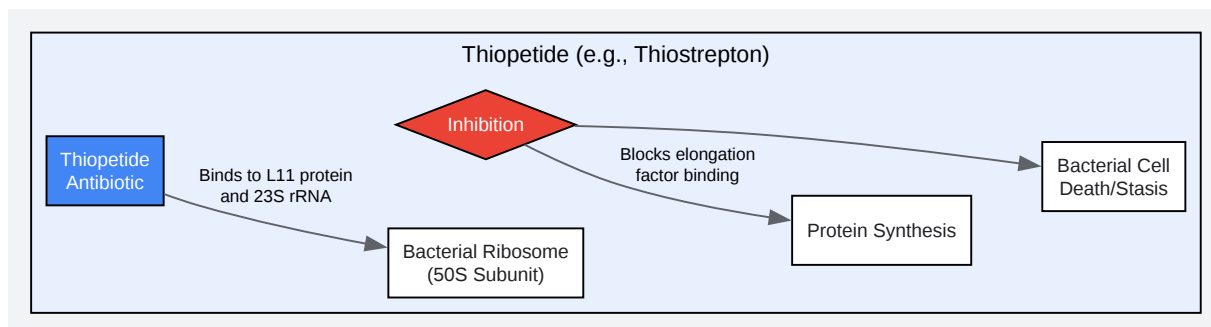 Thiopetide (e.g., Thiostrepton)
Thiopetide
Antibiotic
Binds to L11 protein
and 23S rRNA
Bacterial Ribosome
(50S Subunit)
Inhibition
Blocks elongation
factor binding
Protein Synthesis
Bacterial Cell
Death/Stasis